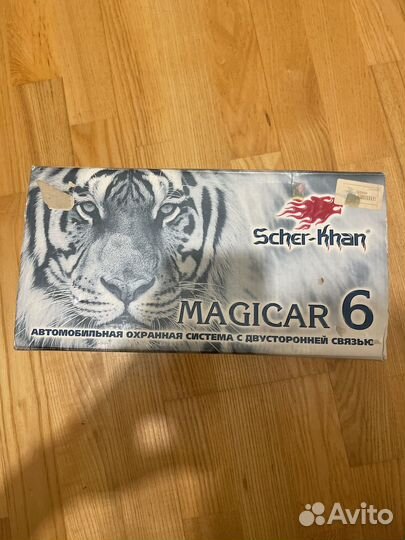 Scher-Khan®
MAGICAR 6
АВТОМОБИЛЬНАЯ ОХРАННАЯ СИСТЕМА С ДВУСТОРОННЕЙ СВЯЗЬЮ
Avito